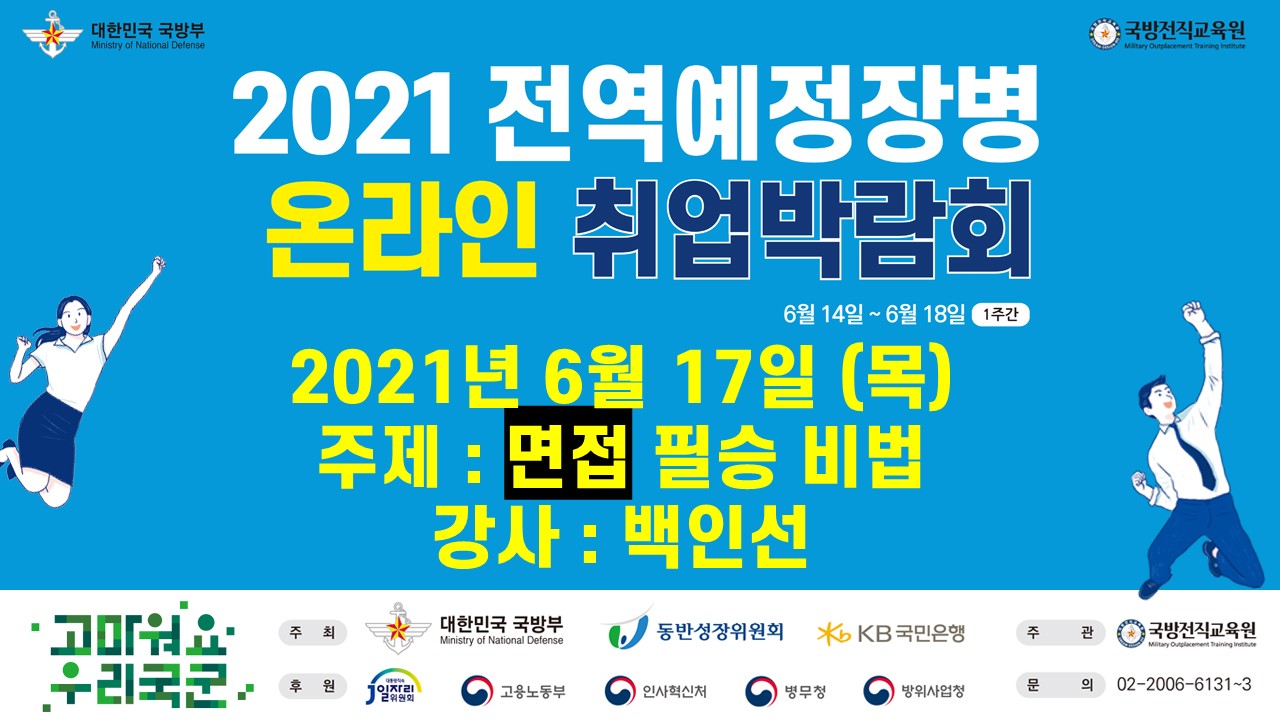 대한민국 국방부
Ministry of National Defense
국방전직교육원
Military Outplacement Training Institute
2021 전역예정장병
온라인 취업박람회
6월 14일 ~ 6월 18일 1주간
2021년 6월 17일 (목)
주제 : 면접 필승 비법
강사 : 백인선
고마워요
우리국군
주 최
대한민국 국방부
Ministry of National Defense
동반성장위원회
KB국민은행
주 관
국방전직교육원
Military Outplacement Training Institute
후 원
대통령직속
일자리
위원회
고용노동부
인사혁신처
병무청
방위사업청
문 의
02-2006-6131~3